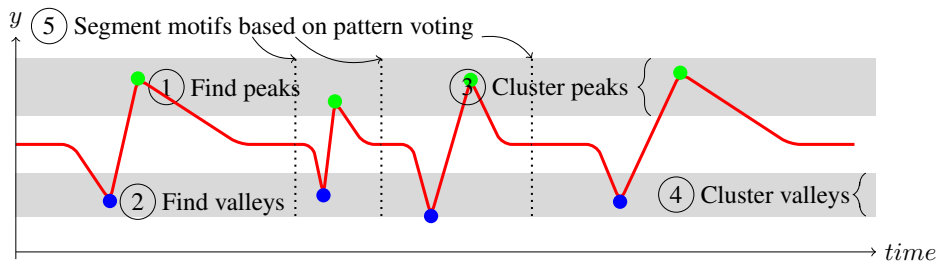 y
5 Segment motifs based on pattern voting
1 Find peaks
3 Cluster peaks
2 Find valleys
4 Cluster valleys
time